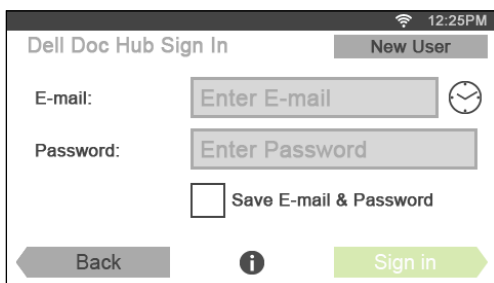 12:25PM
Dell Doc Hub Sign In New User
E-mail: Enter E-mail
Password: Enter Password
Save E-mail & Password
Back Sign in